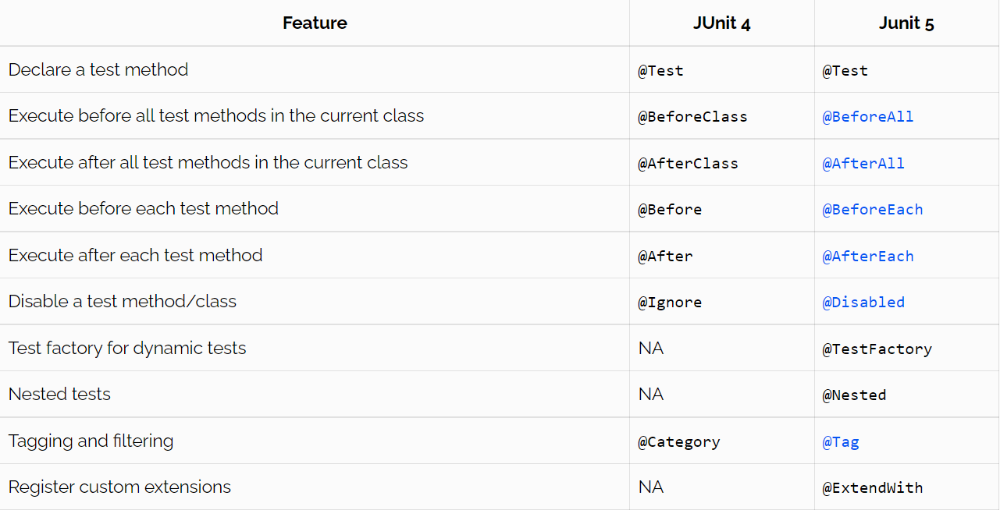 Feature JUnit 4 Junit 5
Declare a test method @Test @Test
Execute before all test methods in the current class @BeforeClass @BeforeAll
Execute after all test methods in the current class @AfterClass @AfterAll
Execute before each test method @Before @BeforeEach
Execute after each test method @After @AfterEach
Disable a test method/class @Ignore @Disabled
Test factory for dynamic tests NA @TestFactory
Nested tests NA @Nested
Tagging and filtering @Category @Tag
Register custom extensions NA @ExtendWith